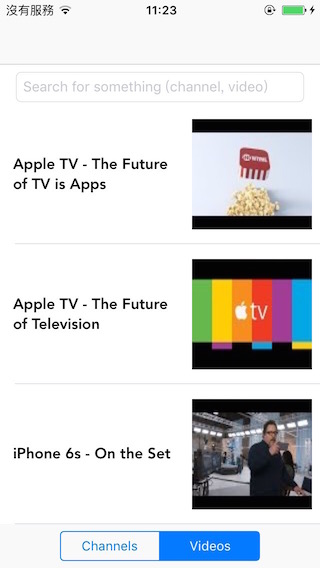 沒有服務 11:23
Search for something (channel, video)
Apple TV - The Future
of TV is Apps
Apple TV - The Future
of Television
tv
iPhone 6s - On the Set
Channels Videos